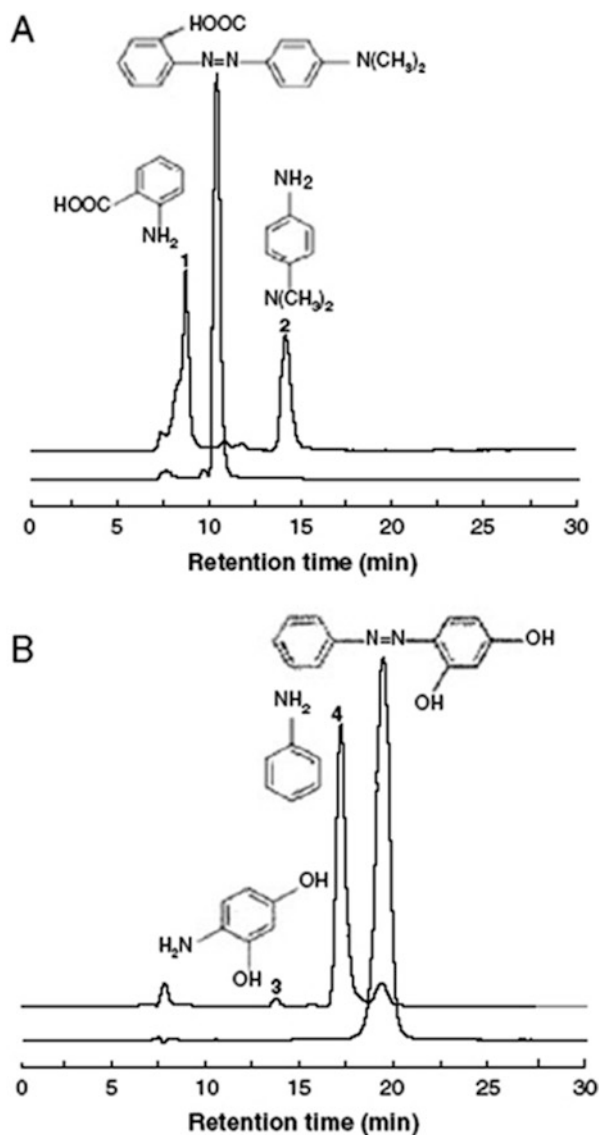 A
HOOC
N=N
N(CH3)2
HOOC
NH2
1
NH2
N(CH3)2
2
0 5 10 15 20 25 30
Retention time (min)
B
N=N
OH
OH
NH2
4
OH
H2N
OH
3
0 5 10 15 20 25 30
Retention time (min)